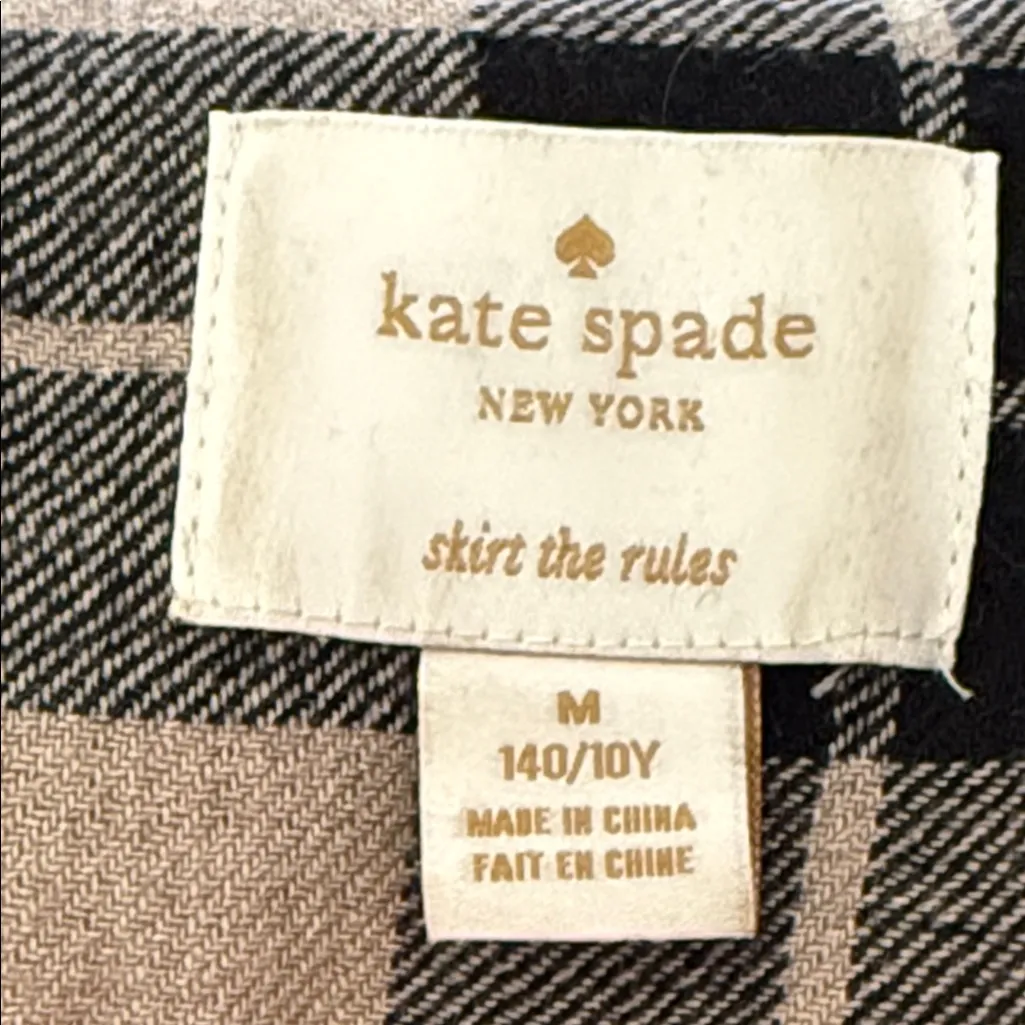 kate spade
NEW YORK
skirt the rules
M
140/10Y
MADE IN CHINA
FAIT EN CHINE